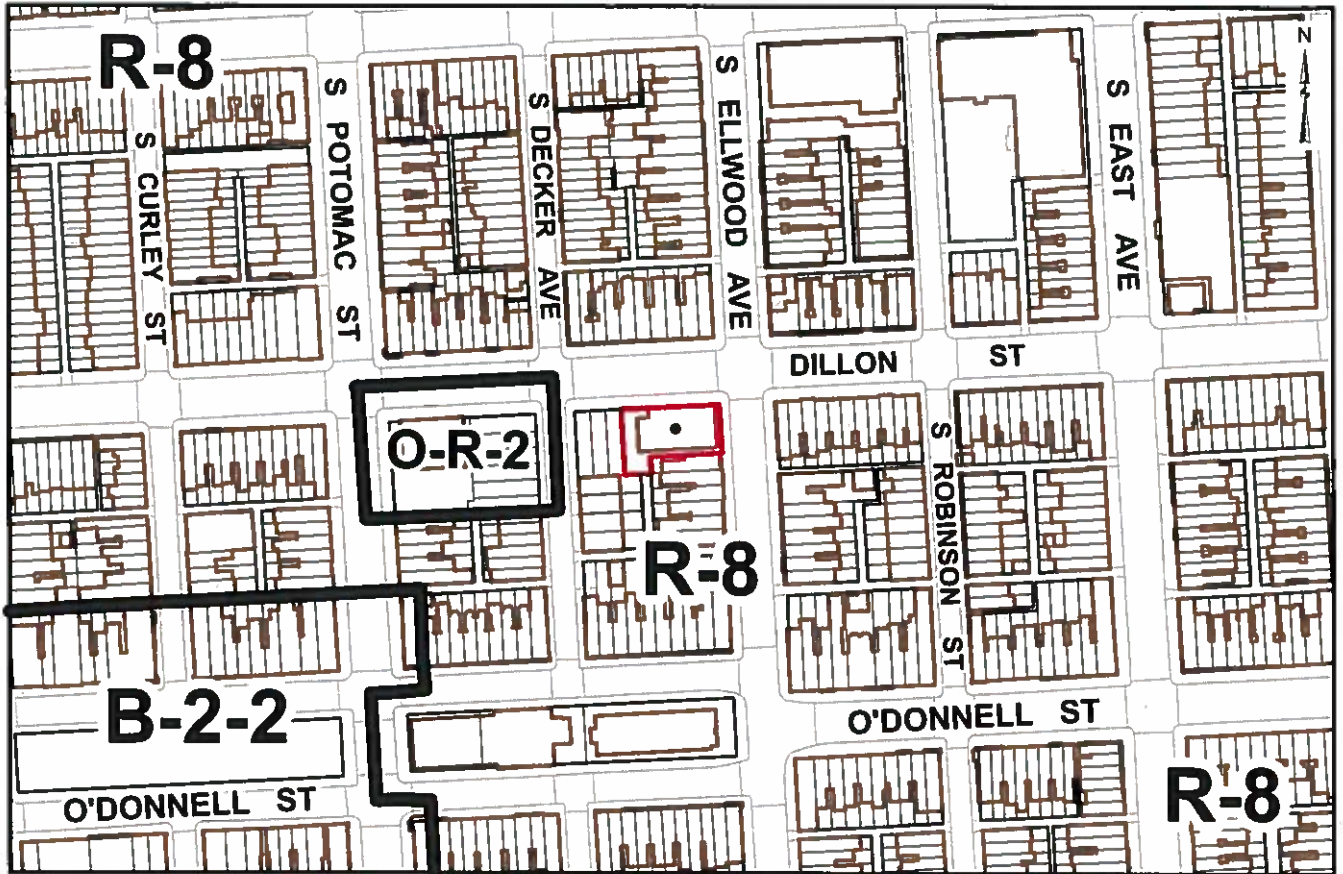 R-8
N
S CURLEY ST
S POTOMAC ST
S DECKER AVE
S ELLWOOD AVE
S EAST AVE
DILLON ST
O-R-2
S ROBINSON ST
R-8
B-2-2
O'DONNELL ST
O'DONNELL ST
R-8